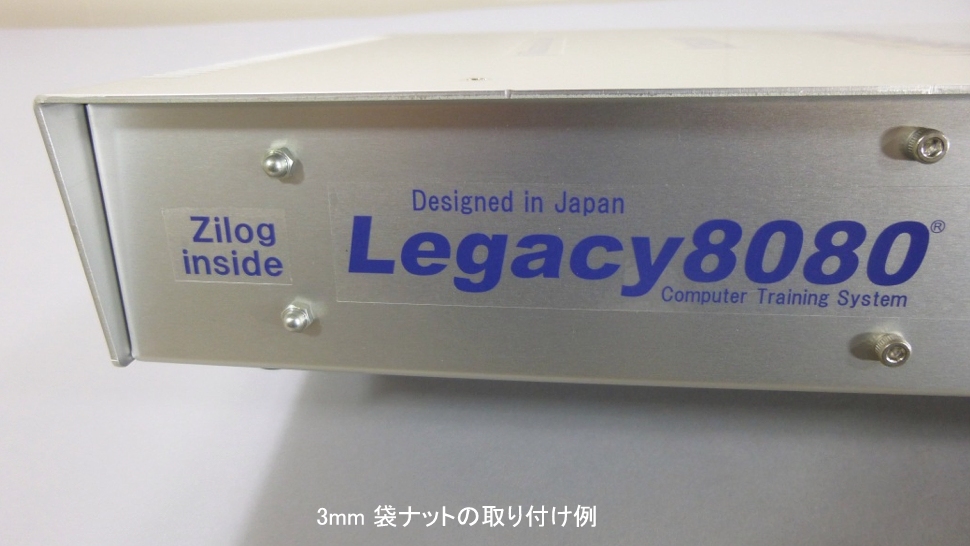 Zilog
inside
Designed in Japan
Legacy8080®
Computer Training System
3mm 袋ナットの取り付け例